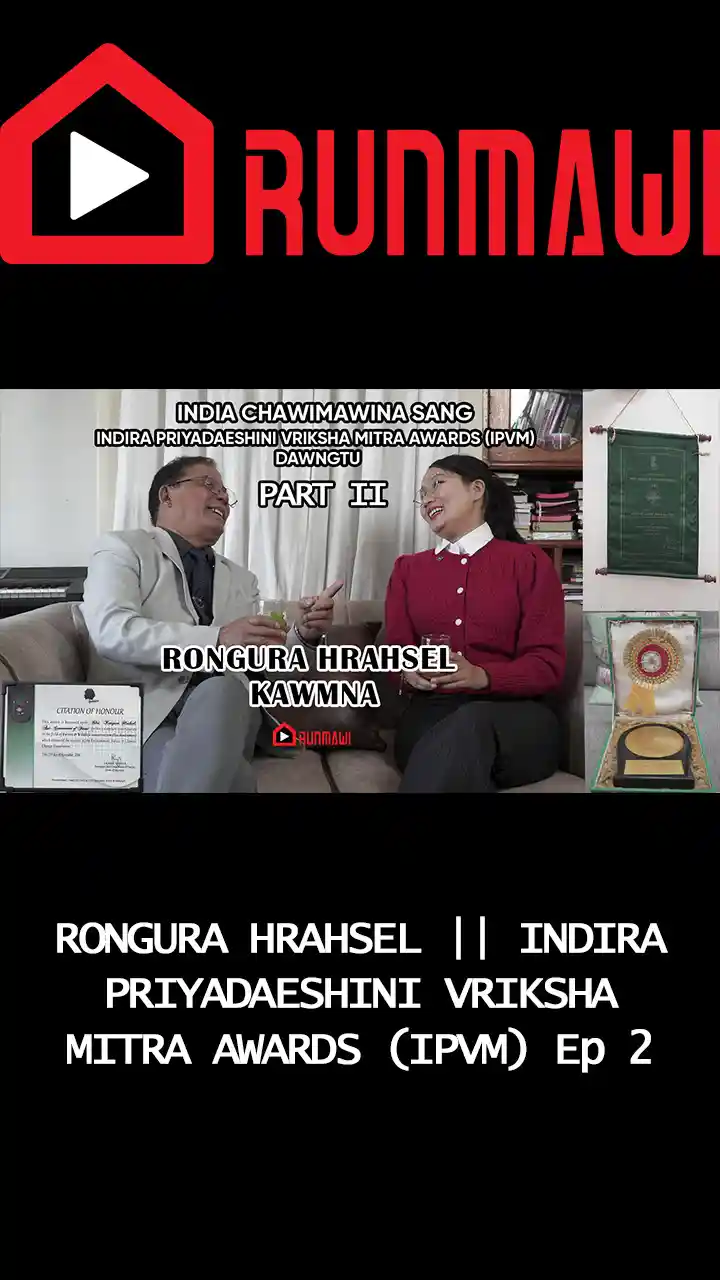 RUNMAWI
INDIA CHAWIMAWINA SANG
INDIRA PRIYADAESHINI VRIKSHA MITRA AWARDS (IPVM)
DAWNGTU
PART II
RONGURA HRAHSEL
KAWMNA
RUNMAWI
CITATION OF HONOUR
RONGURA HRAHSEL || INDIRA
PRIYADAESHINI VRIKSHA
MITRA AWARDS (IPVM) Ep 2